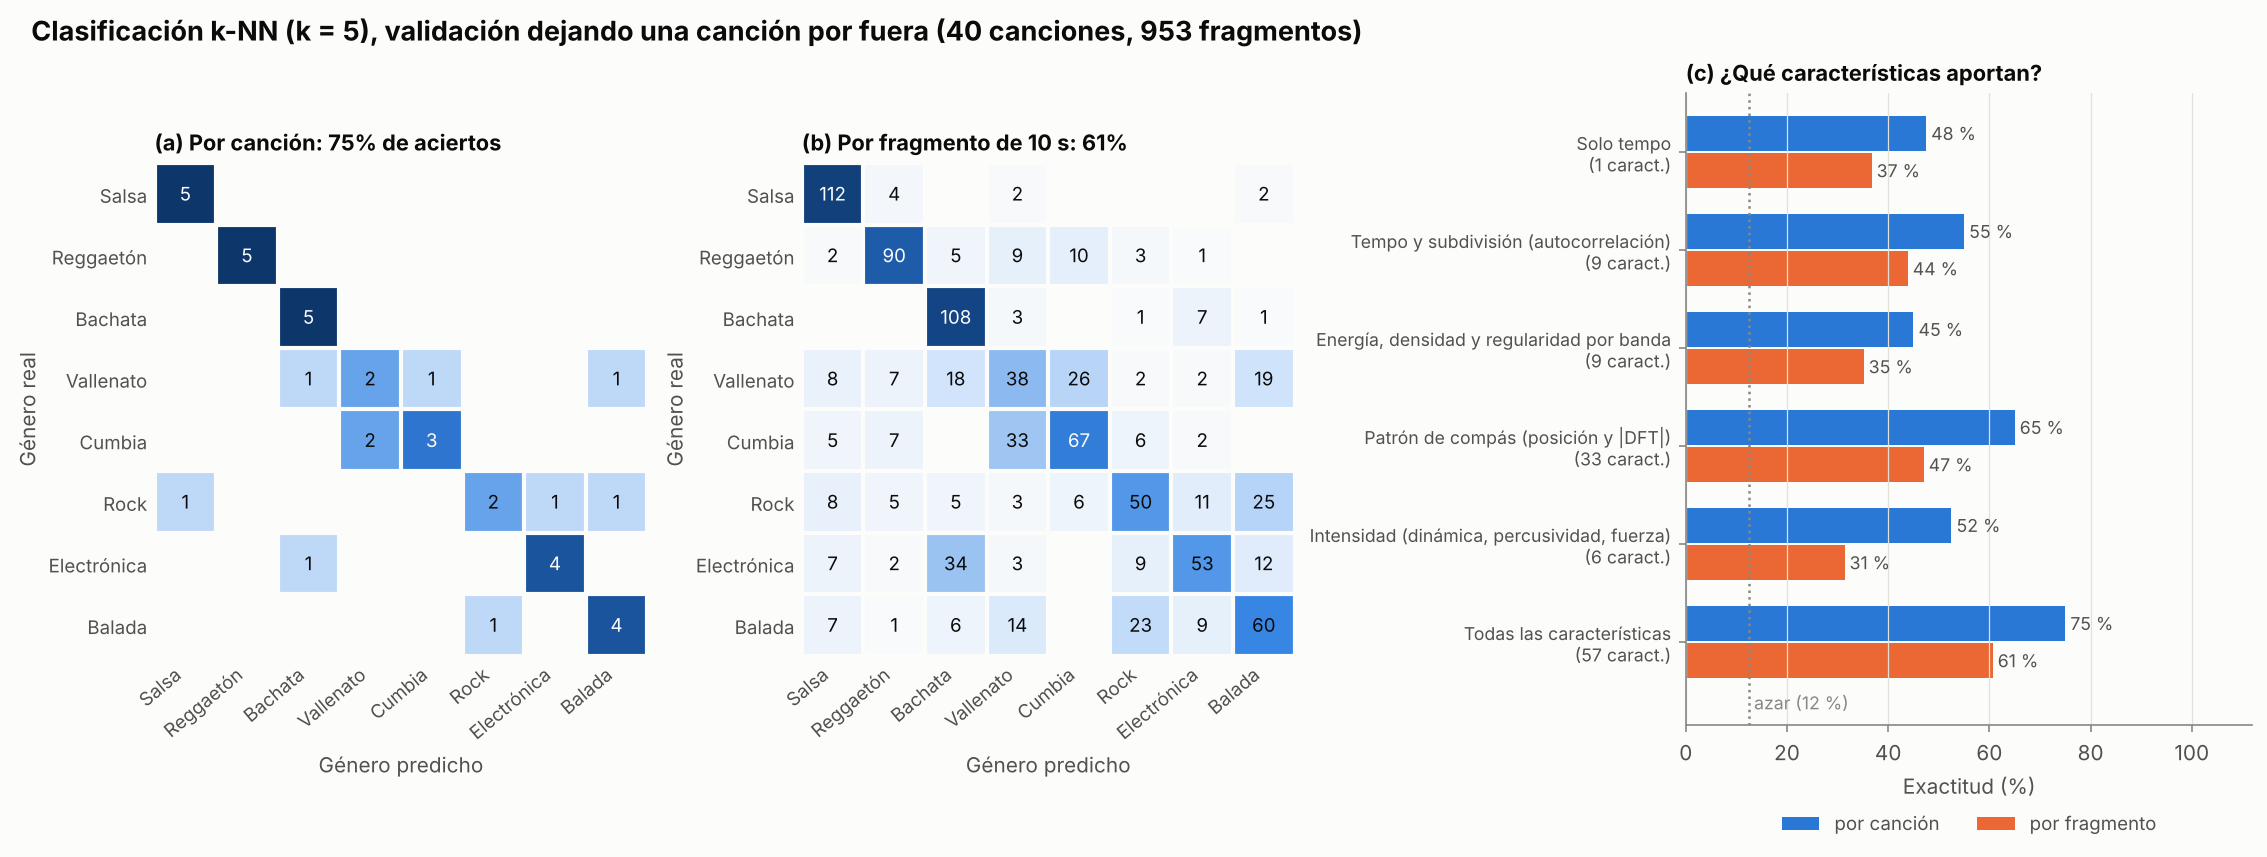 Clasificación k-NN (k = 5), validación dejando una canción por fuera (40 canciones, 953 fragmentos)
(a) Por canción: 75% de aciertos
Género real
Salsa 5
Reggaetón 5
Bachata 5
Vallenato 1 2 1 1
Cumbia 2 3
Rock 1 2 1 1
Electrónica 1 4
Balada 1 4
Salsa Reggaetón Bachata Vallenato Cumbia Rock Electrónica Balada
Género predicho
(b) Por fragmento de 10 s: 61%
Género real
Salsa 112 4 2 2
Reggaetón 2 90 5 9 10 3 1
Bachata 108 3 1 7 1
Vallenato 8 7 18 38 26 2 2 19
Cumbia 5 7 33 67 6 2
Rock 8 5 5 3 6 50 11 25
Electrónica 7 2 34 3 9 53 12
Balada 7 1 6 14 23 9 60
Salsa Reggaetón Bachata Vallenato Cumbia Rock Electrónica Balada
Género predicho
(c) ¿Qué características aportan?
Solo tempo
(1 caract.)
48 %
37 %
Tempo y subdivisión (autocorrelación)
(9 caract.)
55 %
44 %
Energía, densidad y regularidad por banda
(9 caract.)
45 %
35 %
Patrón de compás (posición y |DFT|)
(33 caract.)
65 %
47 %
Intensidad (dinámica, percusividad, fuerza)
(6 caract.)
52 %
31 %
Todas las características
(57 caract.)
75 %
61 %
azar (12 %)
0 20 40 60 80 100
Exactitud (%)
por canción por fragmento